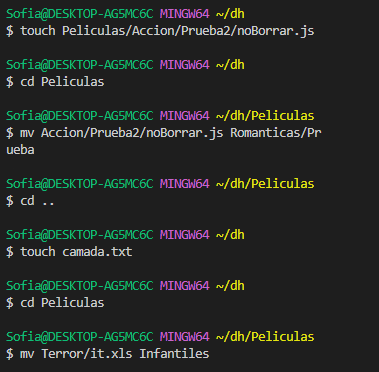 Sofia@DESKTOP-AG5MC6C MINGW64 ~/dh
$ touch Peliculas/Accion/Prueba2/noBorrar.js
Sofia@DESKTOP-AG5MC6C MINGW64 ~/dh
$ cd Peliculas
Sofia@DESKTOP-AG5MC6C MINGW64 ~/dh/Peliculas
$ mv Accion/Prueba2/noBorrar.js Romanticas/Pr
ueba
Sofia@DESKTOP-AG5MC6C MINGW64 ~/dh/Peliculas
$ cd ..
Sofia@DESKTOP-AG5MC6C MINGW64 ~/dh
$ touch camada.txt
Sofia@DESKTOP-AG5MC6C MINGW64 ~/dh
$ cd Peliculas
Sofia@DESKTOP-AG5MC6C MINGW64 ~/dh/Peliculas
$ mv Terror/it.xls Infantiles